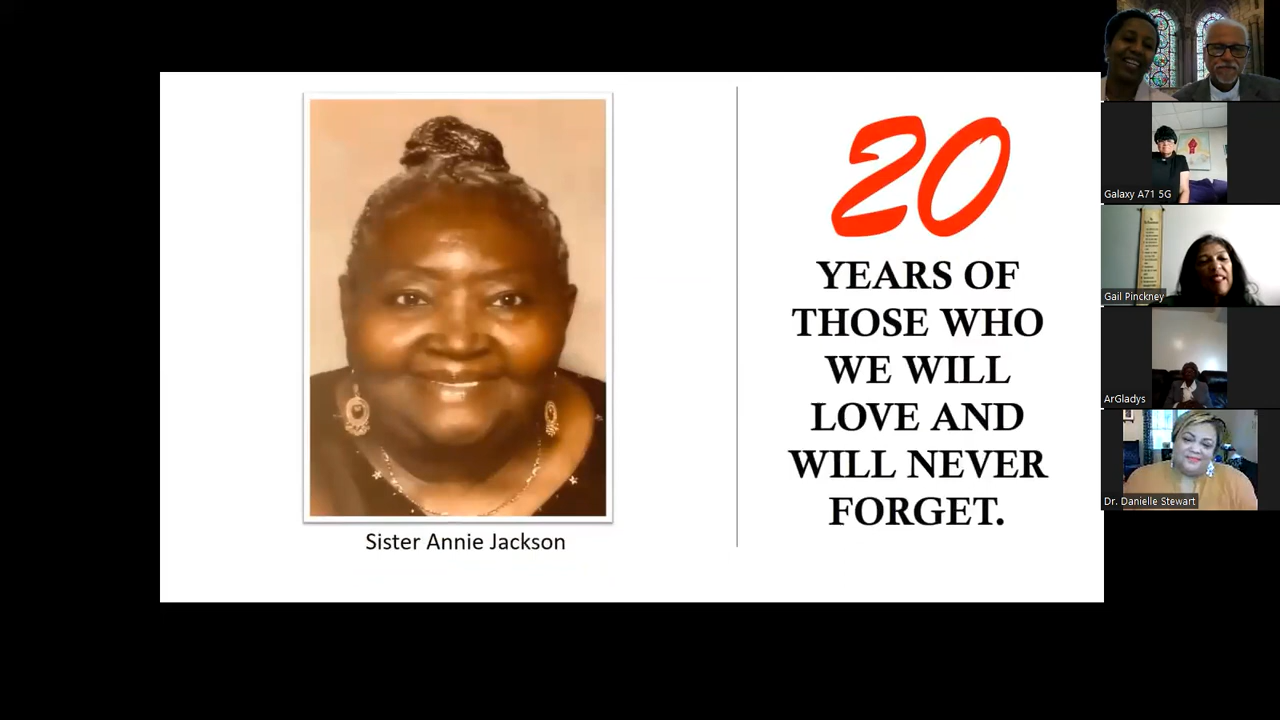 20
YEARS OF
THOSE WHO
WE WILL
LOVE AND
WILL NEVER
FORGET.
Sister Annie Jackson
Galaxy A71 5G
Gail Pinckney
ArGladys
Dr. Danielle Stewart